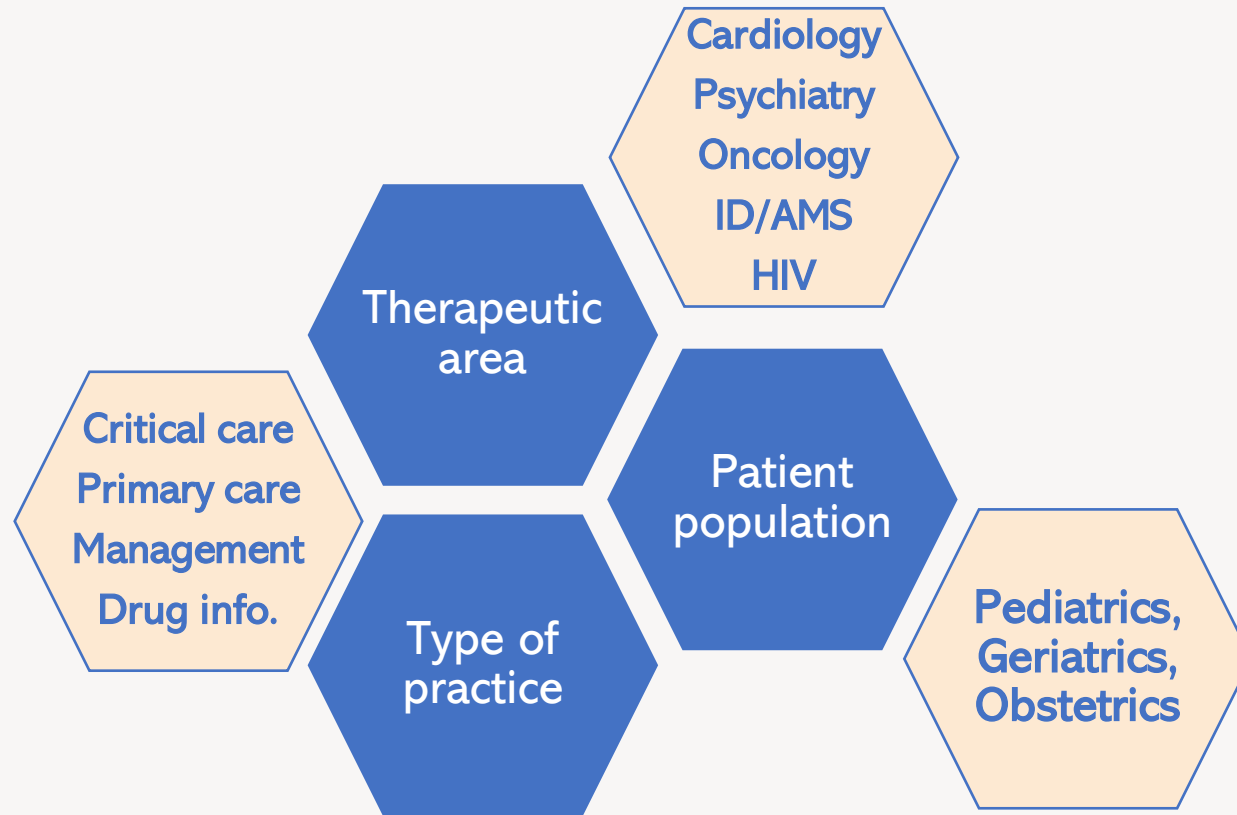 Cardiology
Psychiatry
Oncology
ID/AMS
HIV
Therapeutic
area
Critical care
Primary care
Management
Drug info.
Patient
population
Type of
practice
Pediatrics,
Geriatrics,
Obstetrics